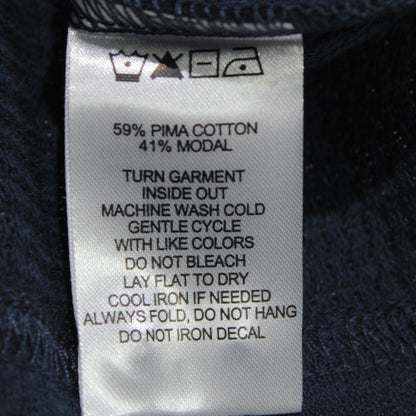 59% PIMA COTTON
41% MODAL
TURN GARMENT
INSIDE OUT
MACHINE WASH COLD
GENTLE CYCLE
WITH LIKE COLORS
DO NOT BLEACH
LAY FLAT TO DRY
COOL IRON IF NEEDED
ALWAYS FOLD, DO NOT HANG
DO NOT IRON DECAL